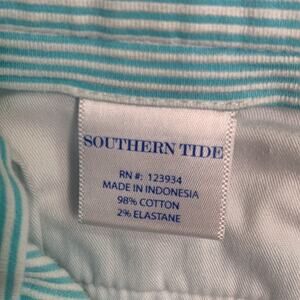 SOUTHERN TIDE
RN #: 123934
MADE IN INDONESIA
98% COTTON
2% ELASTANE